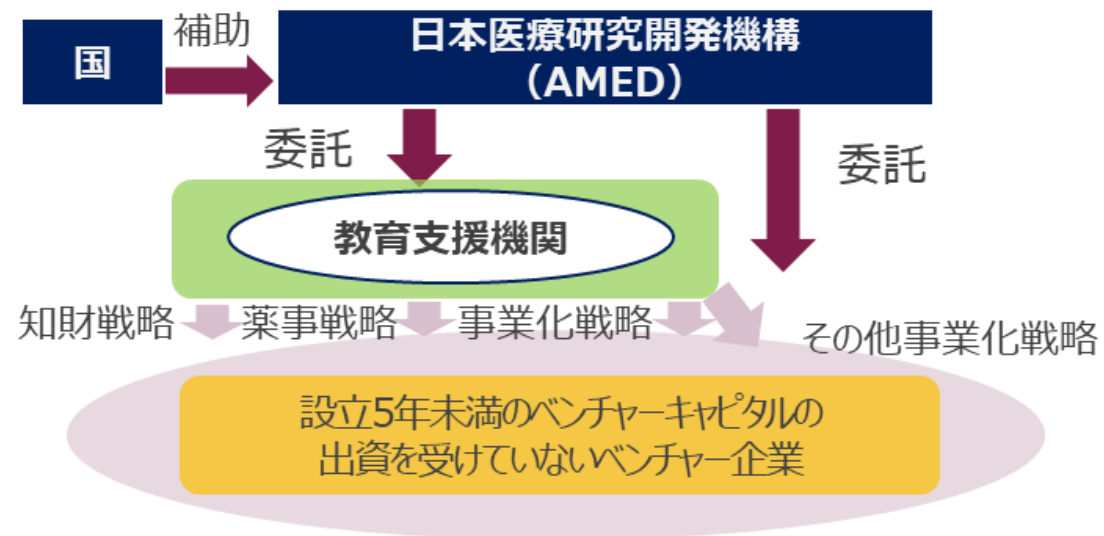 国
補助
日本医療研究開発機構
（AMED）
委託
委託
教育支援機関
知財戦略
薬事戦略
事業化戦略
その他事業化戦略
設立5年未満のベンチャーキャピタルの
出資を受けていないベンチャー企業